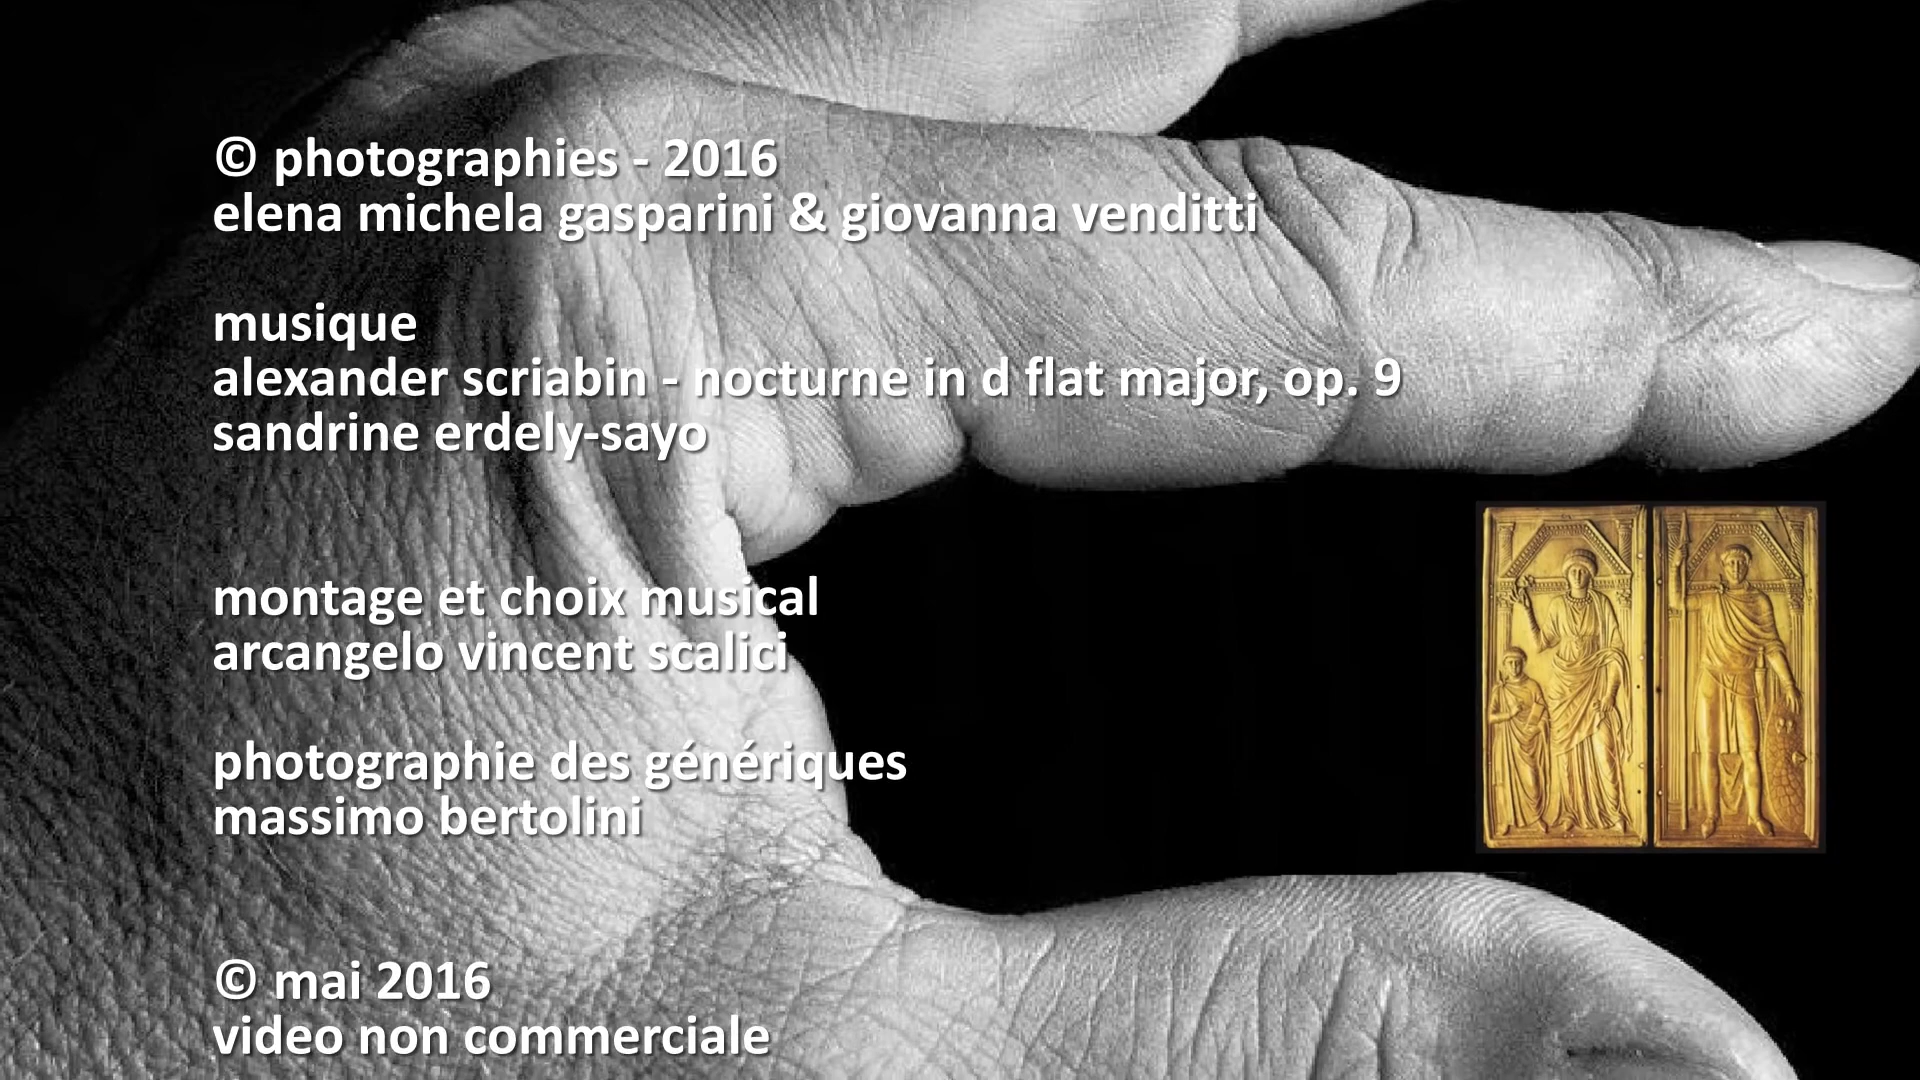 © photographies - 2016
elena michela gasparini & giovanna venditti
musique
alexander scriabin - nocturne in d flat major, op. 9
sandrine erdely-sayo
montage et choix musical
arcangelo vincent scalici
photographie des génériques
massimo bertolini
© mai 2016
video non commerciale